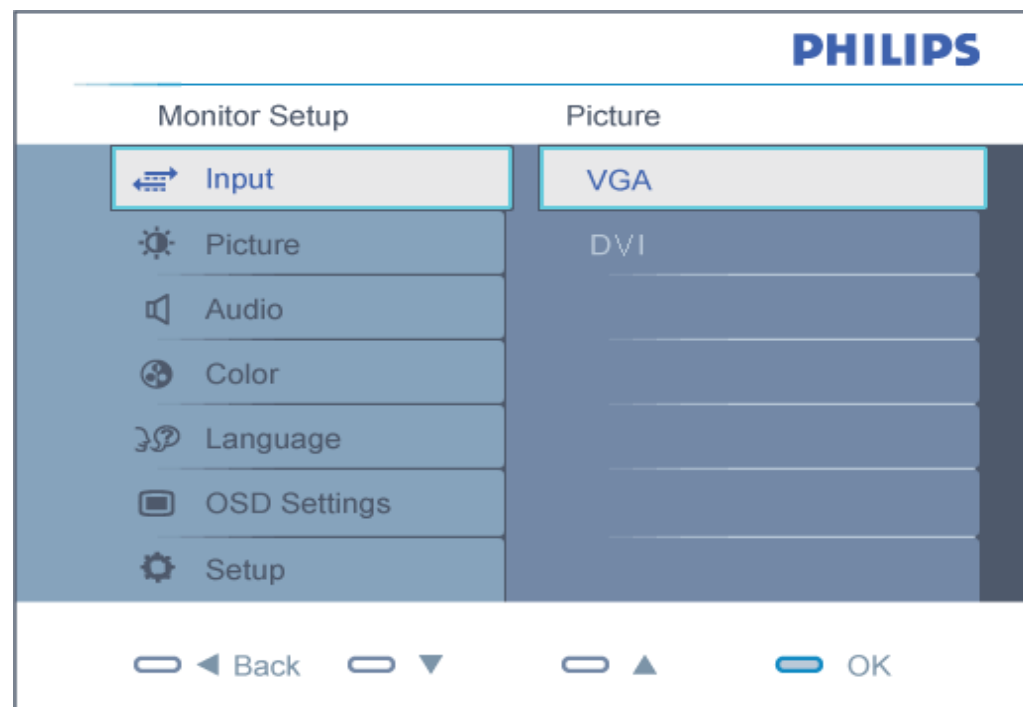 PHILIPS
Monitor Setup Picture
Input VGA
Picture DVI
Audio
Color
Language
OSD Settings
Setup
Back OK